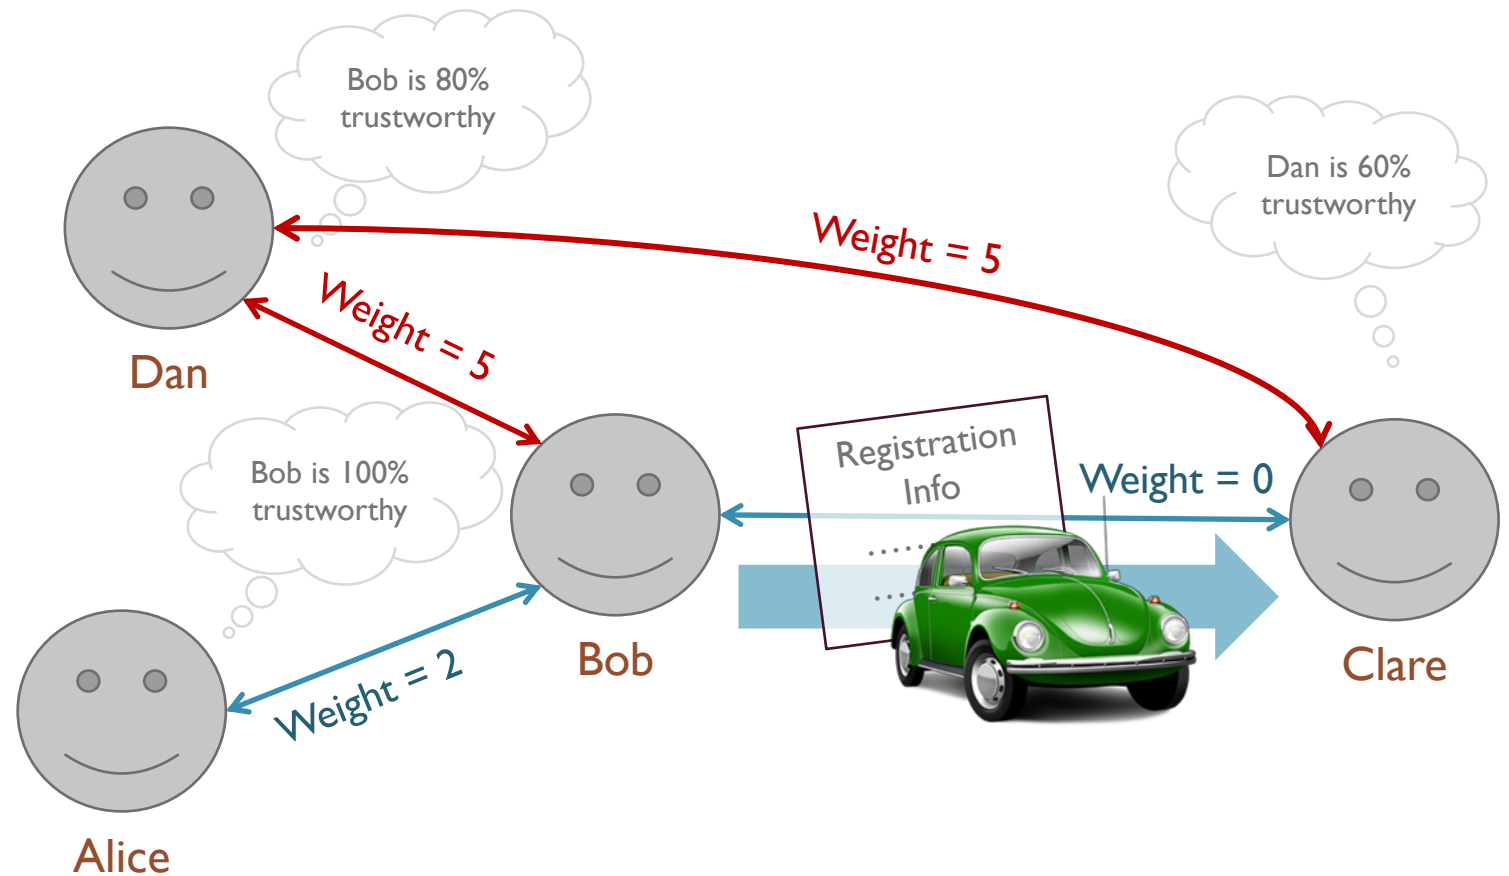 Bob is 80%
trustworthy
Dan is 60%
trustworthy
Weight = 5
Weight = 5
Dan
Bob is 100%
trustworthy
Registration
Info
Weight = 0
......
....
Bob
Clare
Weight = 2
Alice